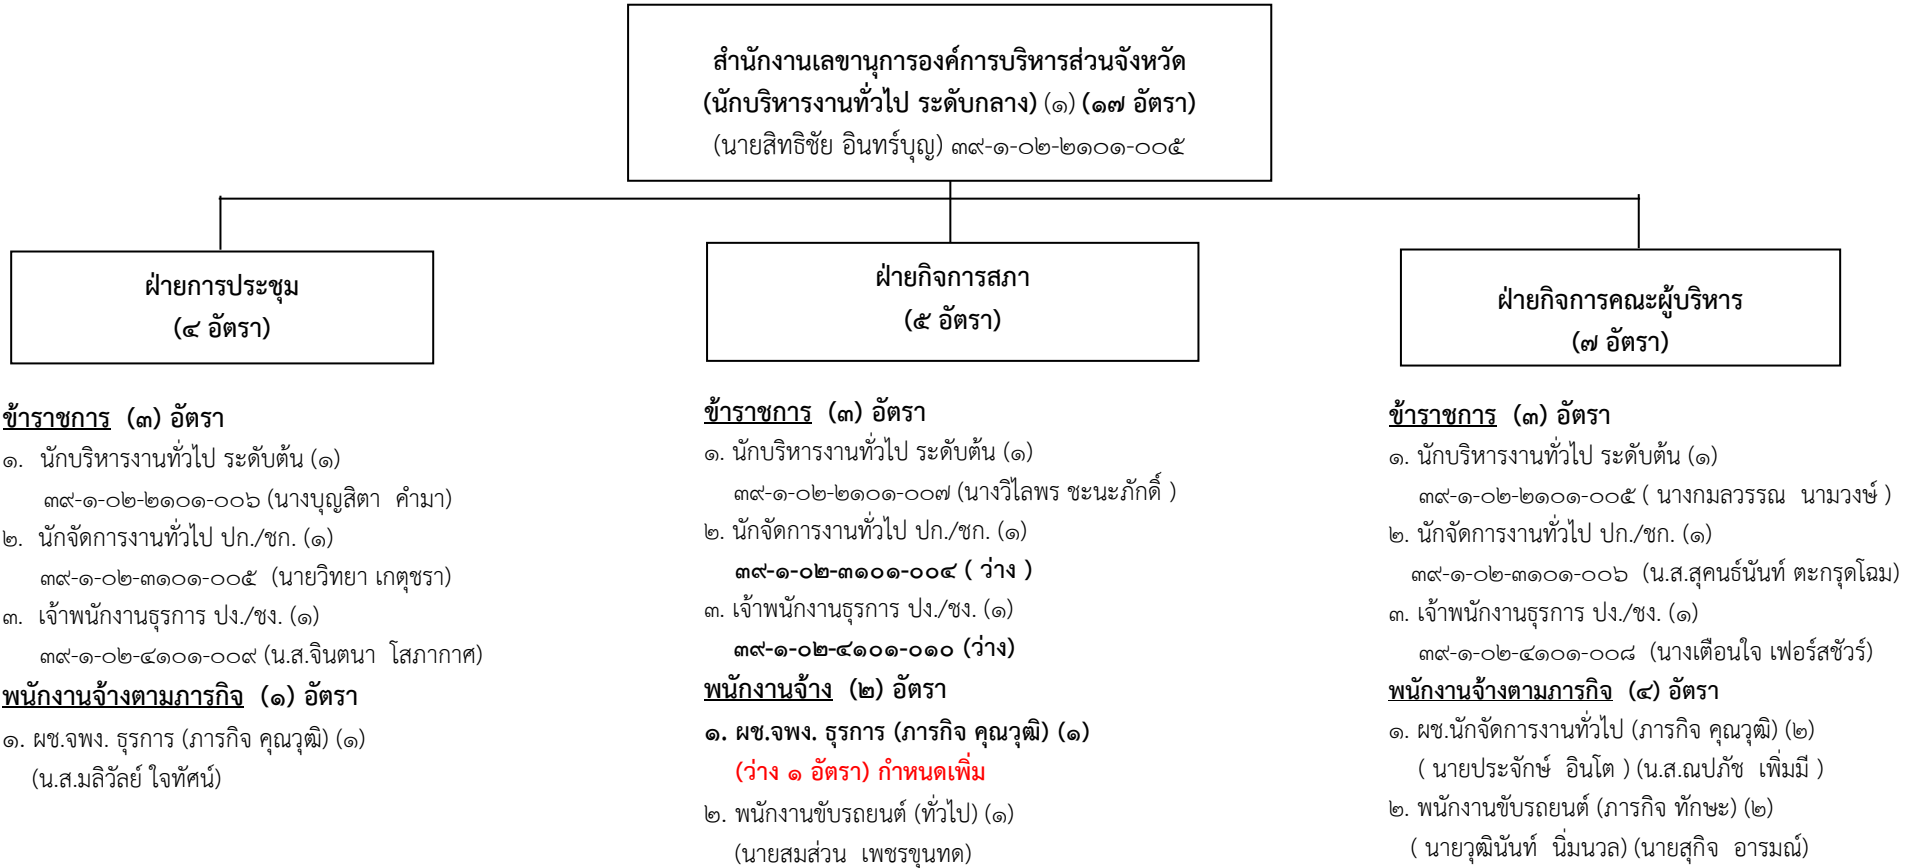 สำนักงานเลขานุการองค์การบริหารส่วนจังหวัด
(นักบริหารงานทั่วไป ระดับกลาง) (๑) (๑๗ อัตรา)
(นายสิทธิชัย อินทร์บุญ) ๓๙-๑-๐๒-๒๑๐๑-๐๐๕
ฝ่ายการประชุม
(๔ อัตรา)
ข้าราชการ (๓) อัตรา
๑. นักบริหารงานทั่วไป ระดับต้น (๑)
๓๙-๑-๐๒-๒๑๐๑-๐๐๖ (นางบุญสิตา คำมา)
๒. นักจัดการงานทั่วไป ปก./ชก. (๑)
๓๙-๑-๐๒-๓๑๐๑-๐๐๕ (นายวิทยา เกตุชรา)
๓. เจ้าพนักงานธุรการ ปง./ชง. (๑)
๓๙-๑-๐๒-๔๑๐๑-๐๐๙ (น.ส.จินตนา โสภากาศ)
พนักงานจ้างตามภารกิจ (๑) อัตรา
๑. ผช.จพง. ธุรการ (ภารกิจ คุณวุฒิ) (๑)
(น.ส.มลิวัลย์ ใจทัศน์)
ฝ่ายกิจการสภา
(๕ อัตรา)
ข้าราชการ (๓) อัตรา
๑. นักบริหารงานทั่วไป ระดับต้น (๑)
๓๙-๑-๐๒-๒๑๐๑-๐๐๗ (นางวิไลพร ชะนะภักดิ์ )
๒. นักจัดการงานทั่วไป ปก./ชก. (๑)
๓๙-๑-๐๒-๓๑๐๑-๐๐๔ ( ว่าง )
๓. เจ้าพนักงานธุรการ ปง./ชง. (๑)
๓๙-๑-๐๒-๔๑๐๑-๐๑๐ (ว่าง)
พนักงานจ้าง (๒) อัตรา
๑. ผช.จพง. ธุรการ (ภารกิจ คุณวุฒิ) (๑)
(ว่าง ๑ อัตรา) กำหนดเพิ่ม
๒. พนักงานขับรถยนต์ (ทั่วไป) (๑)
(นายสมส่วน เพชรขุนทด)
ฝ่ายกิจการคณะผู้บริหาร
(๗ อัตรา)
ข้าราชการ (๓) อัตรา
๑. นักบริหารงานทั่วไป ระดับต้น (๑)
๓๙-๑-๐๒-๒๑๐๑-๐๐๕ ( นางกมลวรรณ นามวงษ์ )
๒. นักจัดการงานทั่วไป ปก./ชก. (๑)
๓๙-๑-๐๒-๓๑๐๑-๐๐๖ (น.ส.สุคนธ์นันท์ ตะกรุดโฉม)
๓. เจ้าพนักงานธุรการ ปง./ชง. (๑)
๓๙-๑-๐๒-๔๑๐๑-๐๐๘ (นางเตือนใจ เฟอร์สชัวร์)
พนักงานจ้างตามภารกิจ (๔) อัตรา
๑. ผช.นักจัดการงานทั่วไป (ภารกิจ คุณวุฒิ) (๒)
( นายประจักษ์ อินโต ) (น.ส.ณปภัช เพิ่มมี )
๒. พนักงานขับรถยนต์ (ภารกิจ ทักษะ) (๒)
( นายวุฒินันท์ นิ่มนวล) (นายสุกิจ อารมณ์)